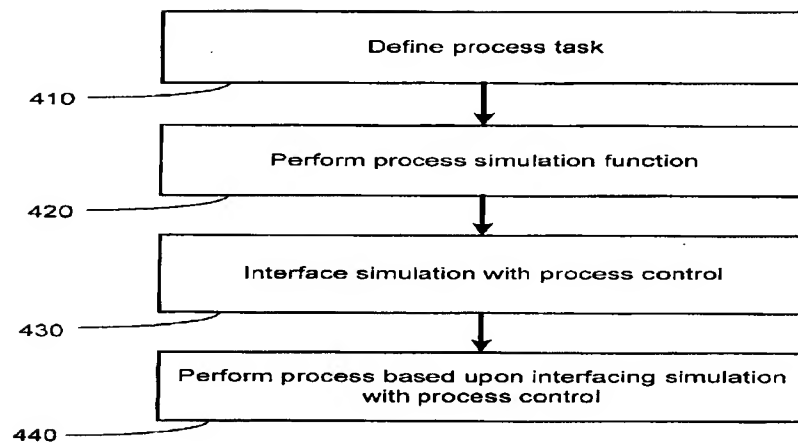 Define process task
410
Perform process simulation function
420
Interface simulation with process control
430
Perform process based upon interfacing simulation
with process control
440